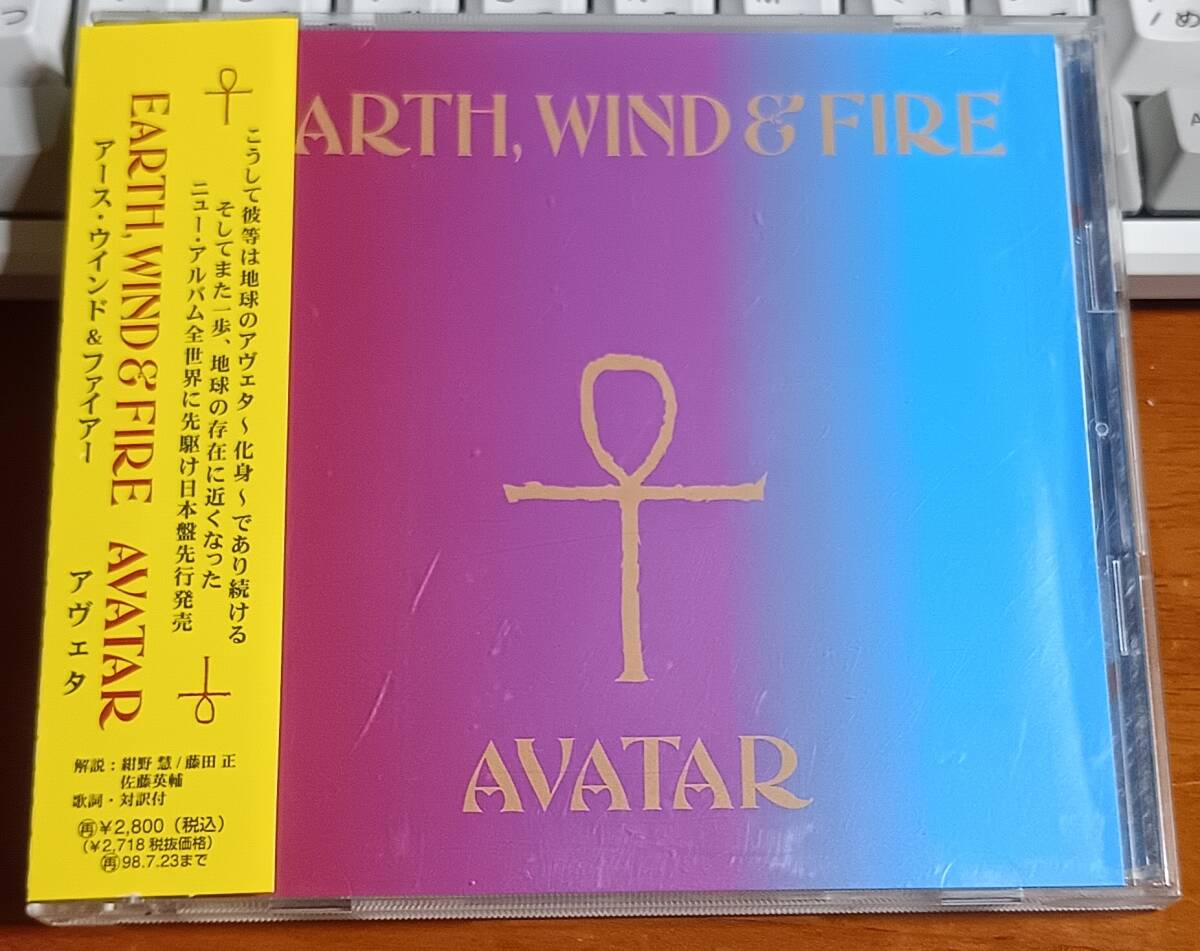 EARTH, WIND & FIRE AVATAR
アース・ウインド&ファイアー アヴェタ
こうして彼等は地球のアヴェタ～化身～であり続ける
そしてまた一歩、地球の存在に近くなった
ニュー・アルバム全世界に先駆け日本盤先行発売
解説:紺野 慧/藤田 正
佐藤英輔
歌詞・対訳付
再¥2,800(税込)
(¥2,718 税抜価格)
再98.7.23まで
ARTH, WIND & FIRE
AVATAR
め